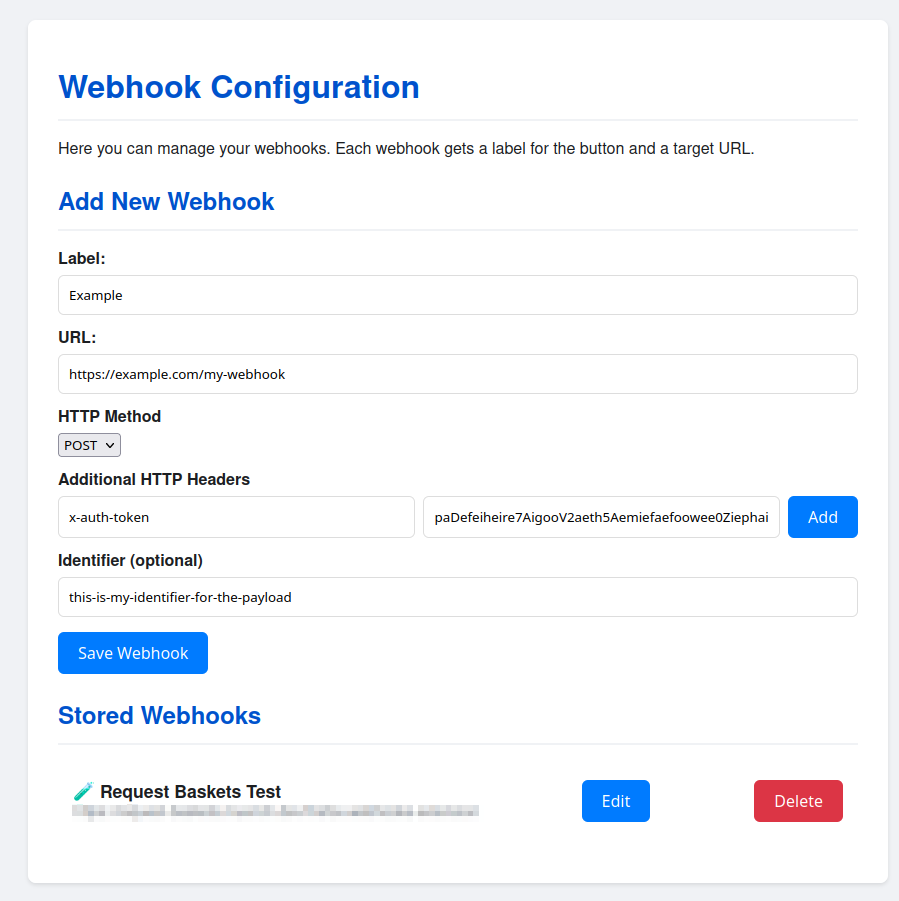 Webhook Configuration
Here you can manage your webhooks. Each webhook gets a label for the button and a target URL.
Add New Webhook
Label:
Example
URL:
https://example.com/my-webhook
HTTP Method
POST
Additional HTTP Headers
x-auth-token paDefeiheire7AigooV2aeth5Aemiefaefoowee0Ziephai Add
Identifier (optional)
this-is-my-identifier-for-the-payload
Save Webhook
Stored Webhooks
🧪 Request Baskets Test
Edit Delete